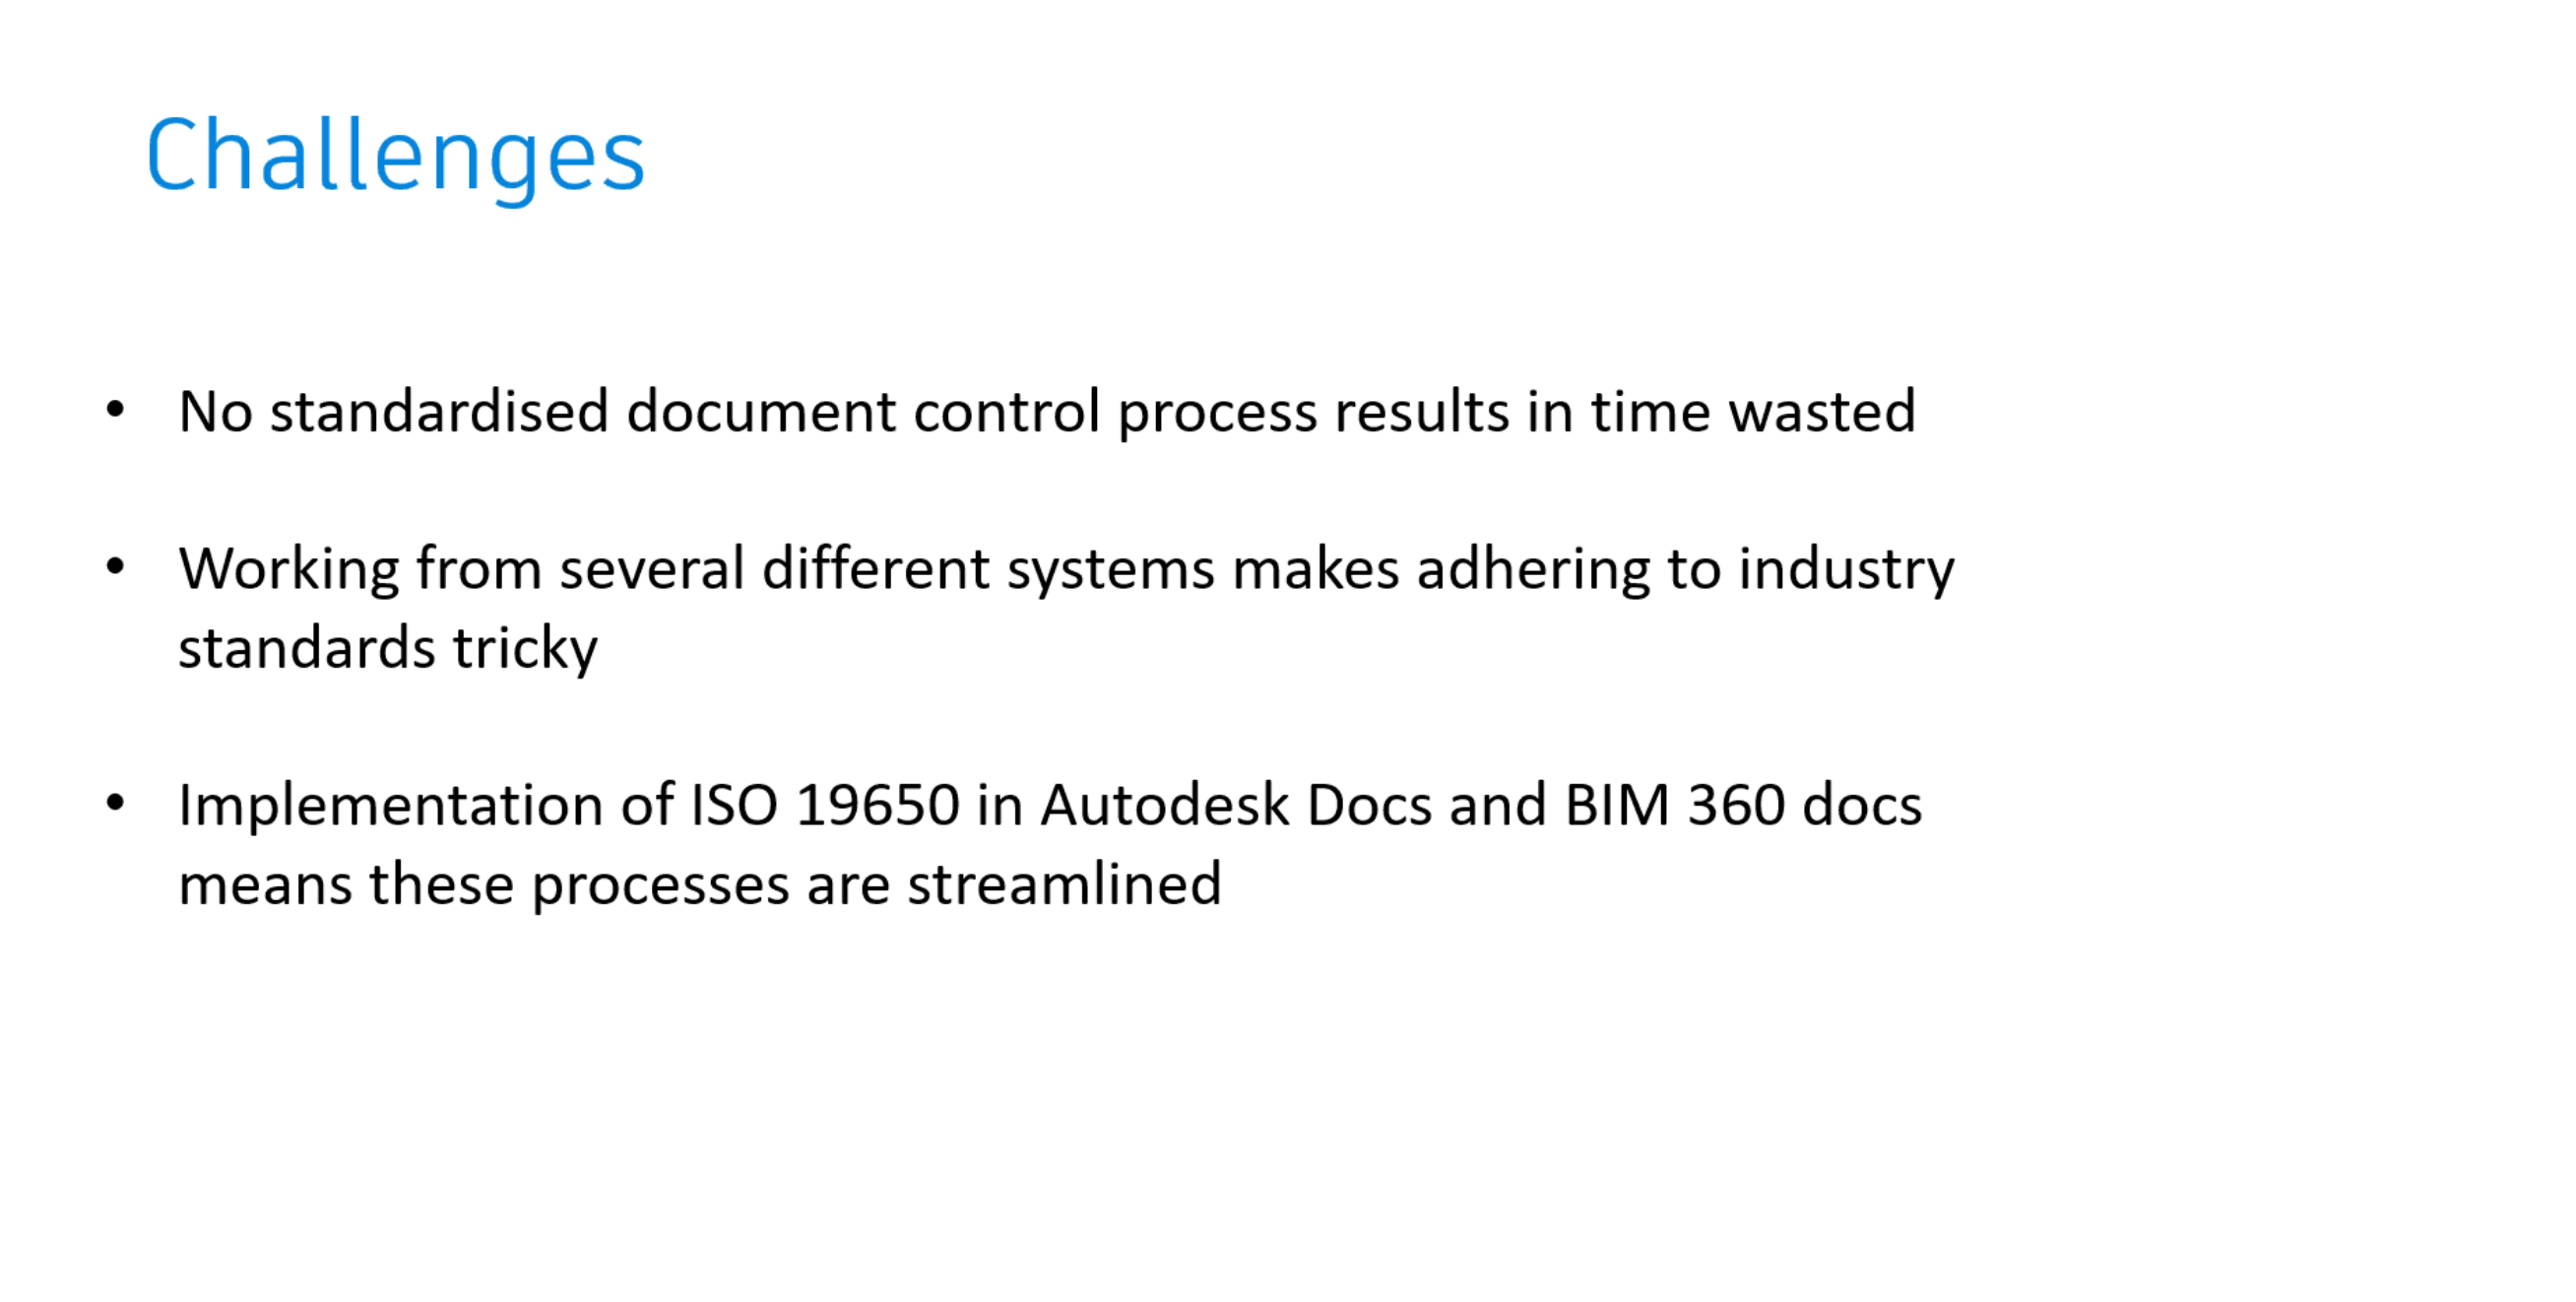 Challenges
• No standardised document control process results in time wasted
• Working from several different systems makes adhering to industry
standards tricky
• Implementation of ISO 19650 in Autodesk Docs and BIM 360 docs
means these processes are streamlined